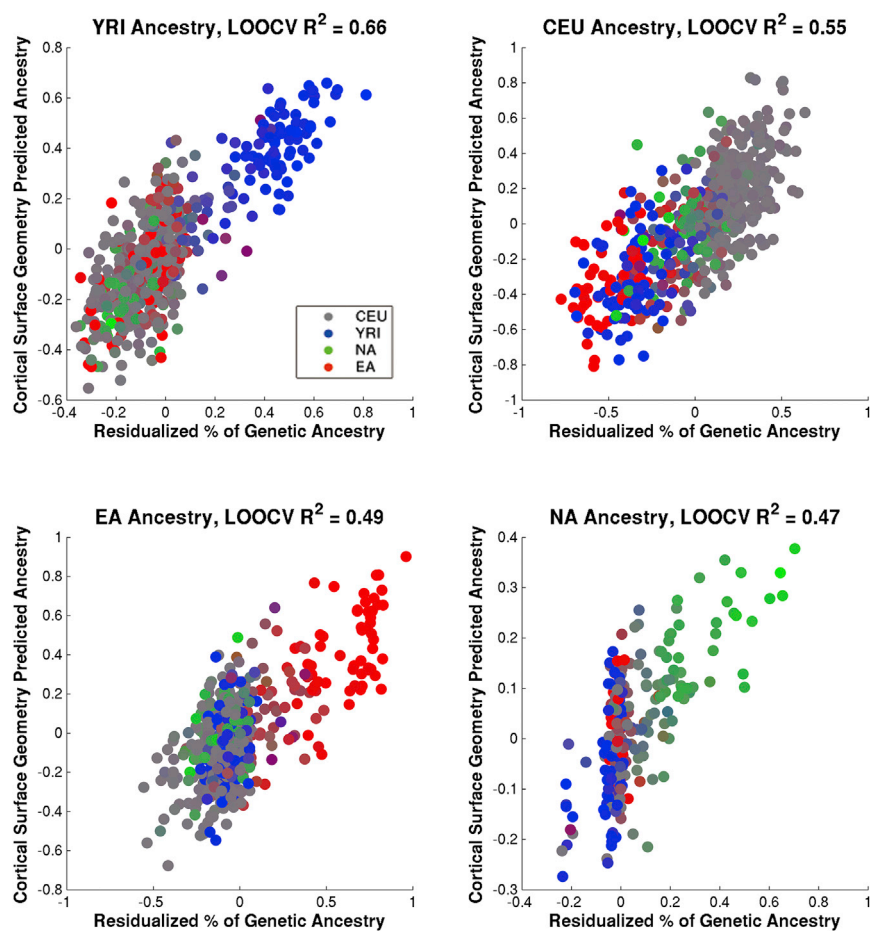 YRI Ancestry, LOOCV R² = 0.66
Cortical Surface Geometry Predicted Ancestry
0.8
0.6
0.4
0.2
0
-0.2
-0.4
-0.6
CEU
YRI
NA
EA
-0.4 -0.2 0 0.2 0.4 0.6 0.8 1
Residualized % of Genetic Ancestry
CEU Ancestry, LOOCV R² = 0.55
Cortical Surface Geometry Predicted Ancestry
1
0.8
0.6
0.4
0.2
0
-0.2
-0.4
-0.6
-0.8
-1
-1 -0.5 0 0.5 1
Residualized % of Genetic Ancestry
EA Ancestry, LOOCV R² = 0.49
Cortical Surface Geometry Predicted Ancestry
1
0.8
0.6
0.4
0.2
0
-0.2
-0.4
-0.6
-0.8
-1 -0.5 0 0.5 1
Residualized % of Genetic Ancestry
NA Ancestry, LOOCV R² = 0.47
Cortical Surface Geometry Predicted Ancestry
0.4
0.3
0.2
0.1
0
-0.1
-0.2
-0.3
-0.4 -0.2 0 0.2 0.4 0.6 0.8 1
Residualized % of Genetic Ancestry